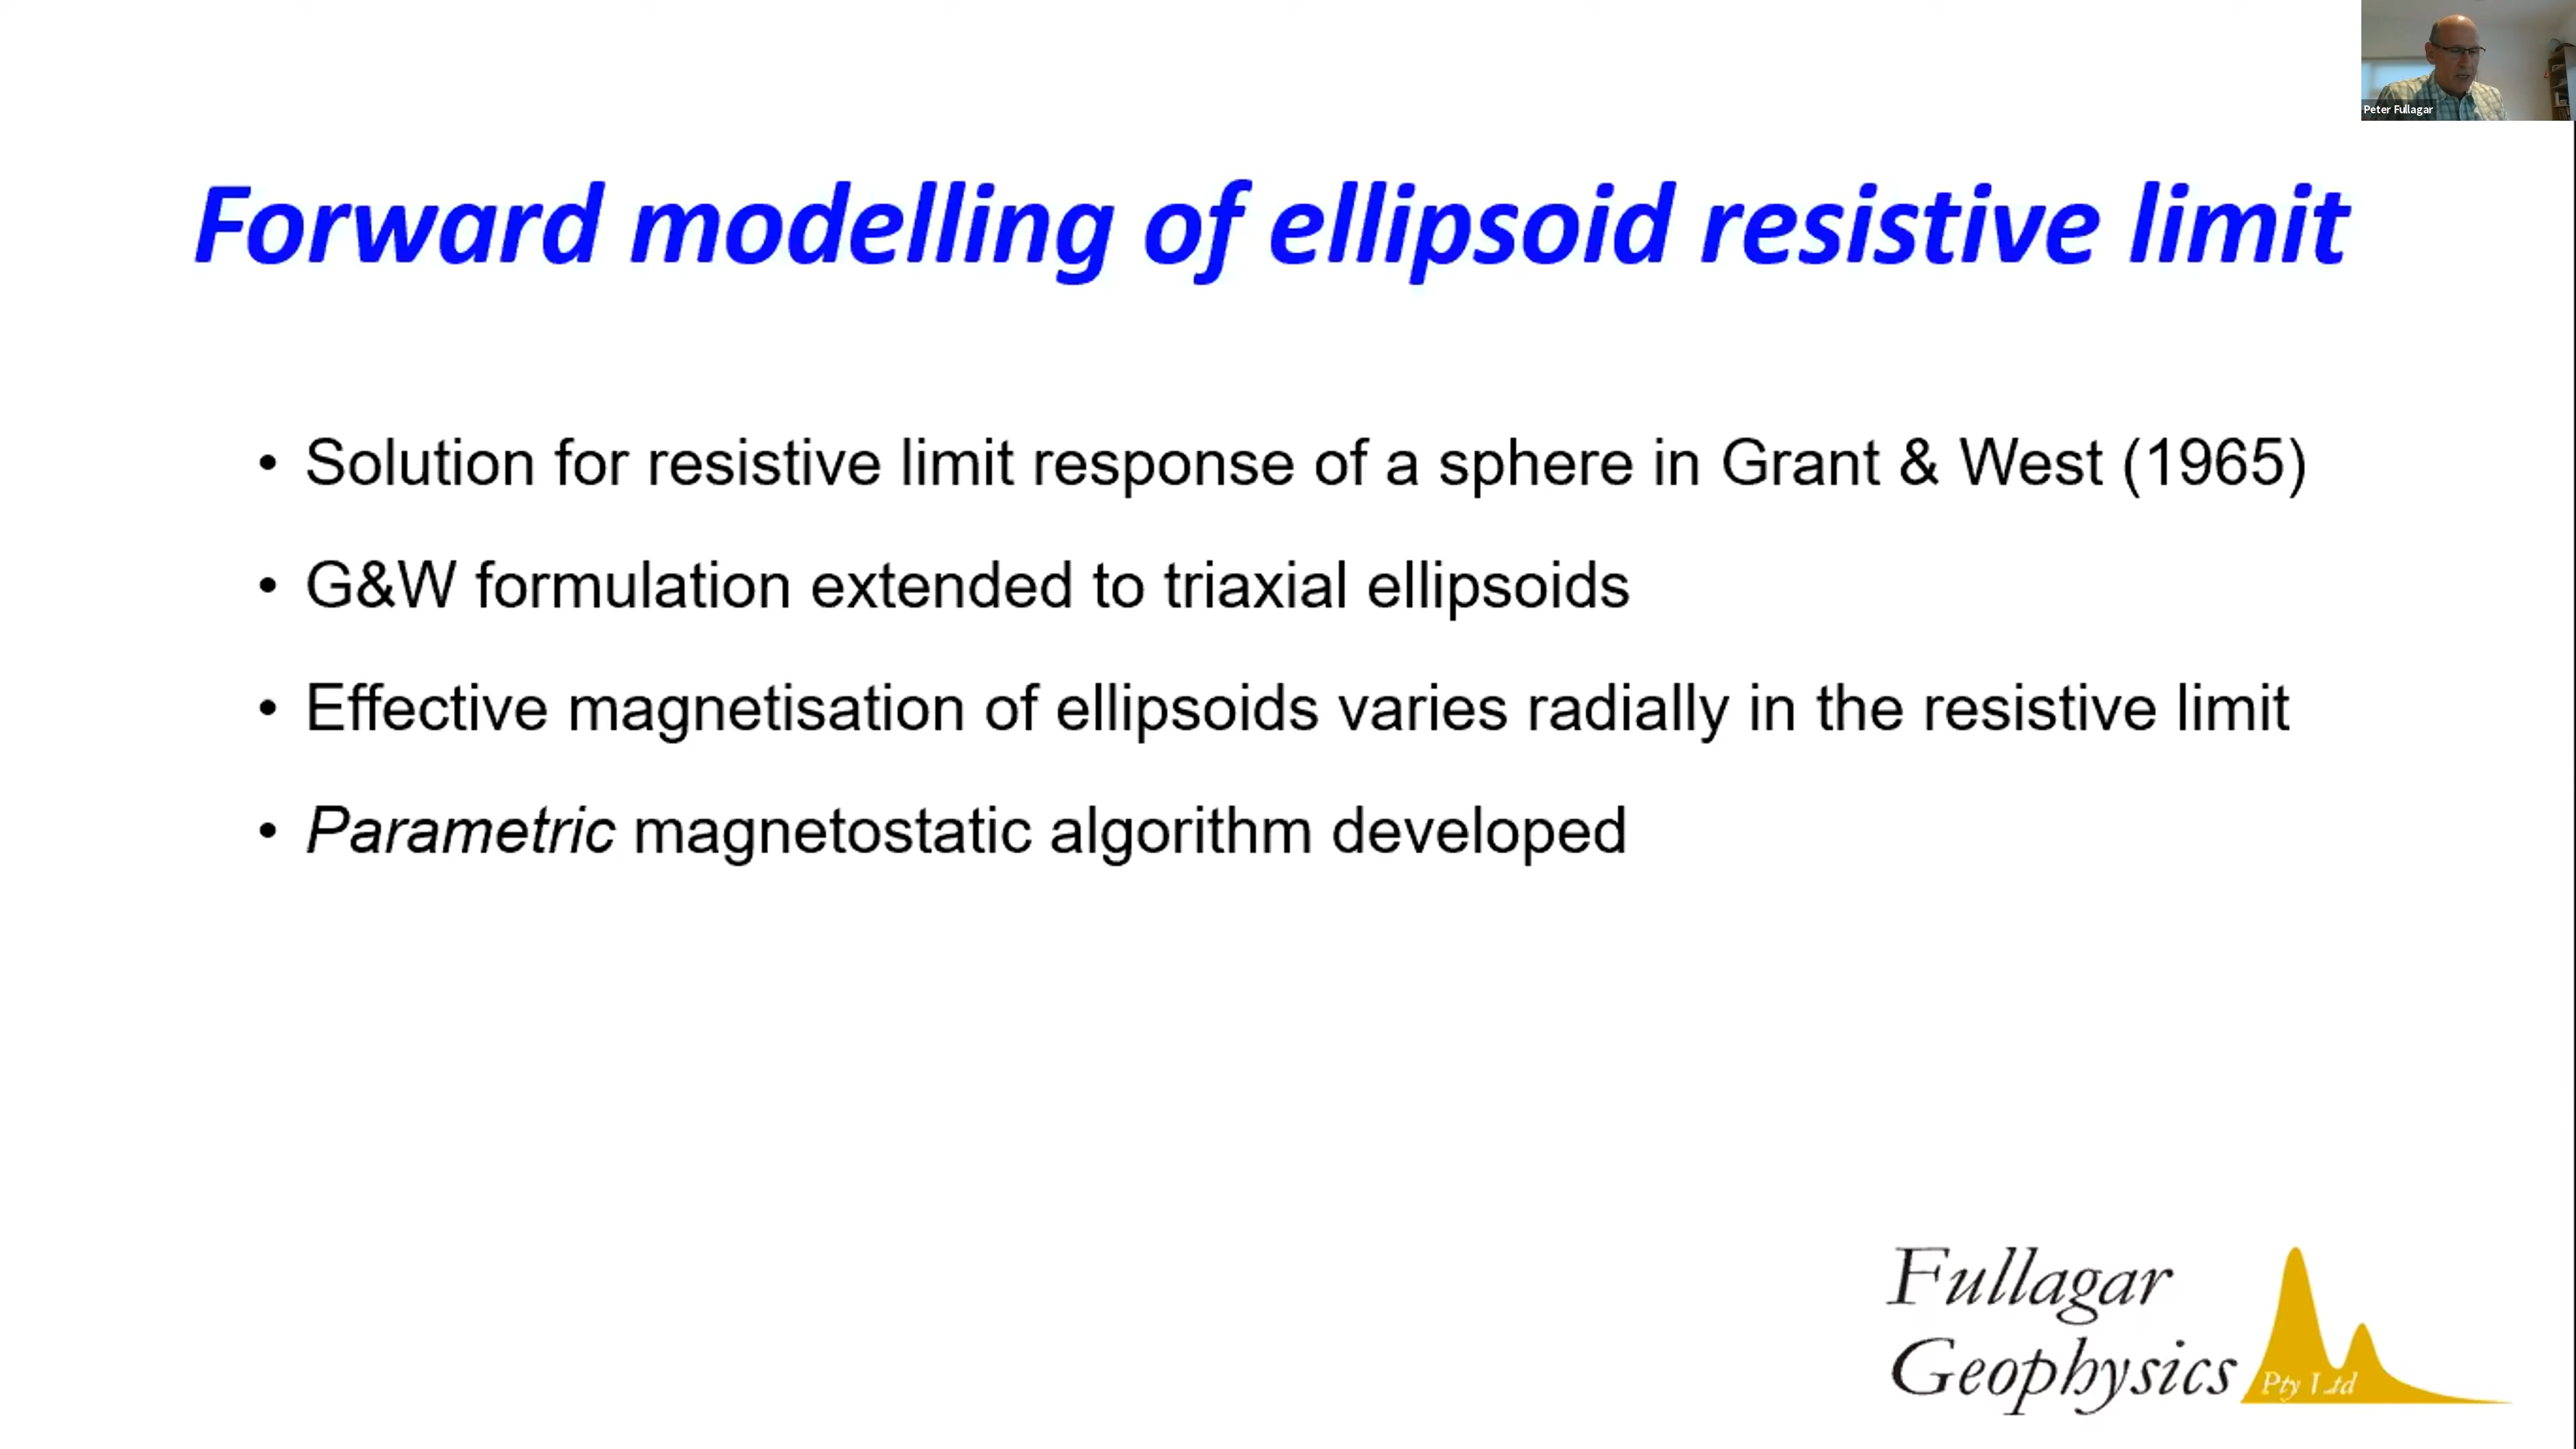 Peter Fullagar
Forward modelling of ellipsoid resistive limit
• Solution for resistive limit response of a sphere in Grant & West (1965)
• G&W formulation extended to triaxial ellipsoids
• Effective magnetisation of ellipsoids varies radially in the resistive limit
• Parametric magnetostatic algorithm developed
Fullagar
Geophysics
Pty Ltd